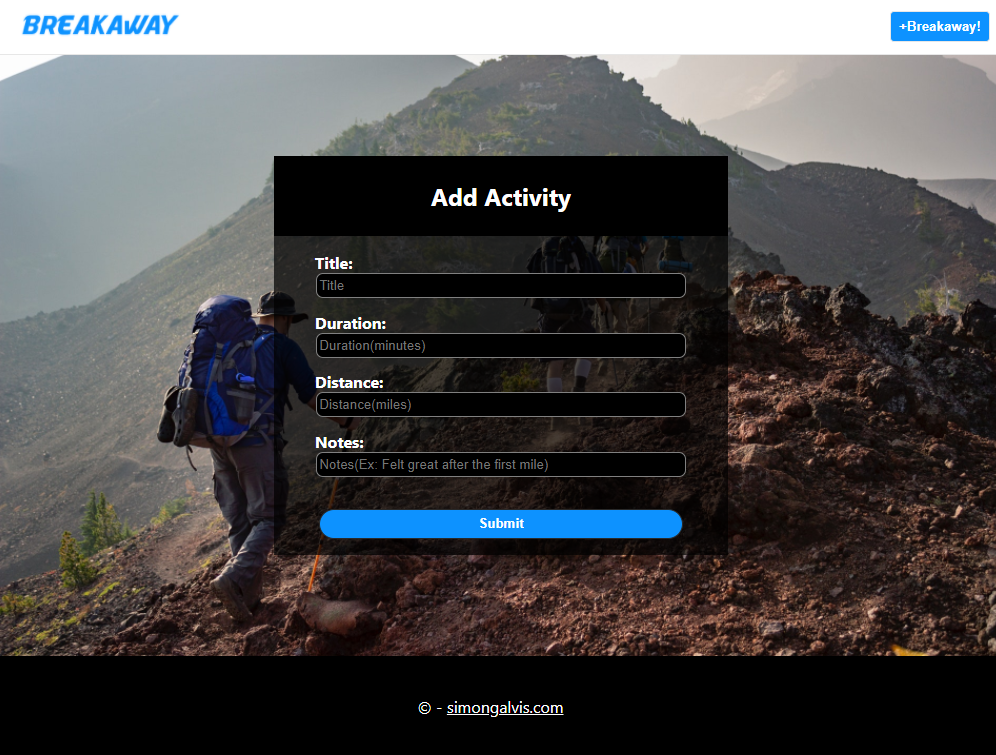 BREAKAWAY
+Breakaway!
Add Activity
Title:
Title
Duration:
Duration(minutes)
Distance:
Distance(miles)
Notes:
Notes(Ex: Felt great after the first mile)
Submit
© - simongalvis.com